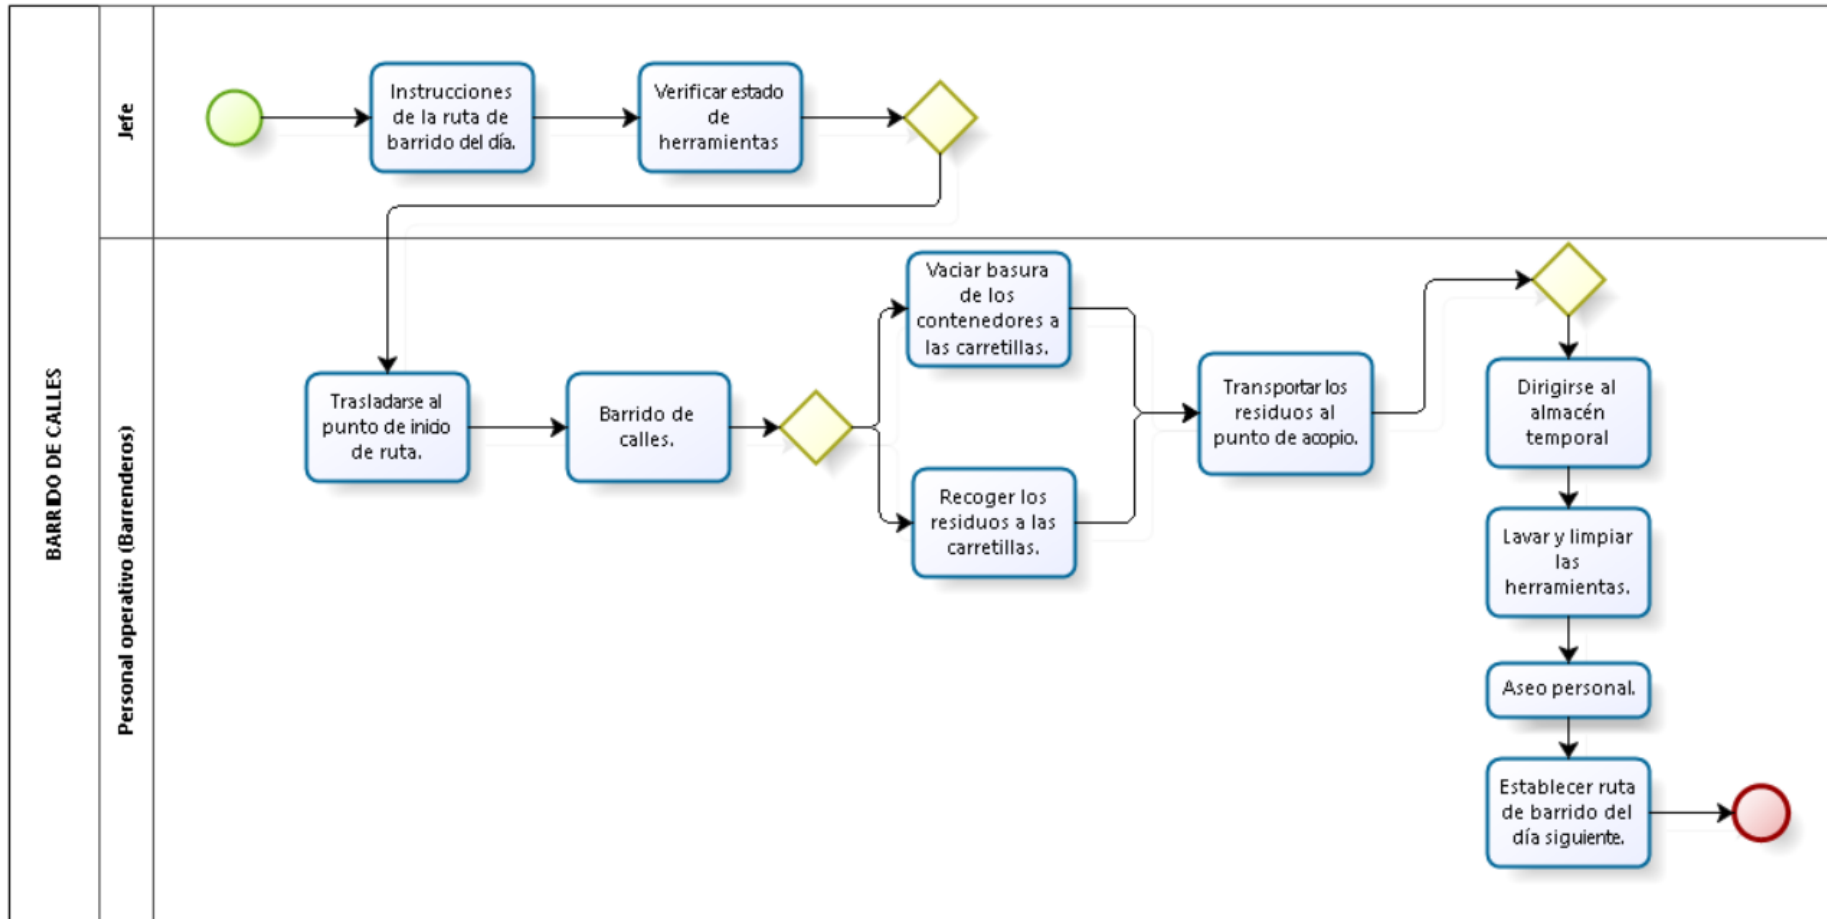 BARRIDO DE CALLES
Jefe
Instrucciones
de la ruta de
barrido del día.
Verificar estado
de
herramientas
Personal operativo (Barrenderos)
Trasladarse al
punto de inicio
de ruta.
Barrido de
calles.
Vaciar basura
de los
contenedores a
las carretillas.
Recoger los
residuos a las
carretillas.
Transportar los
residuos al
punto de acopio.
Dirigirse al
almacén
temporal
Lavar y limpiar
las
herramientas.
Aseo personal.
Establecer ruta
de barrido del
día siguiente.